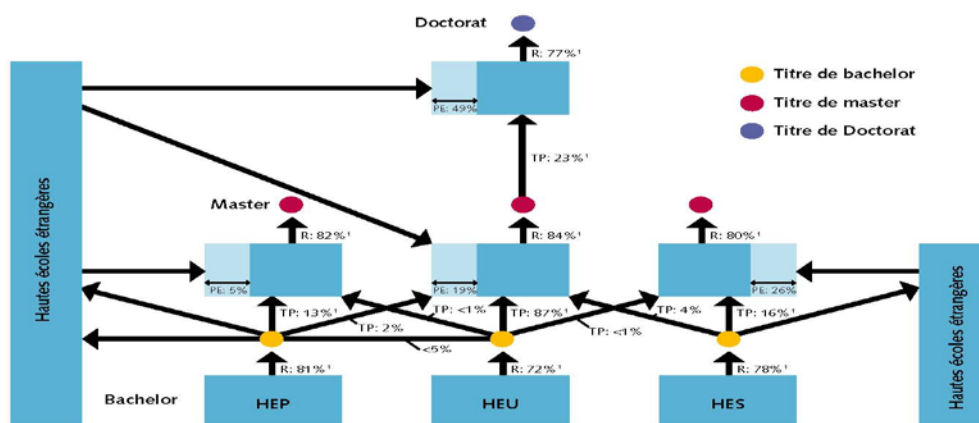 Doctorat
R: 77%¹
Titre de bachelor
Titre de master
Titre de Doctorat
PE: 49%
TP: 23%¹
Hautes écoles étrangères
Master
R: 82%¹
R: 84%¹
R: 80%¹
PE: 5%
PE: 19%
PE: 26%
Hautes écoles étrangères
TP: 13%¹
TP: 2%
TP: <1%
TP: 87%¹
TP: <1%
TP: 4%
TP: 16%¹
<5%
R: 81%¹
R: 72%¹
R: 78%¹
Bachelor
HEP
HEU
HES